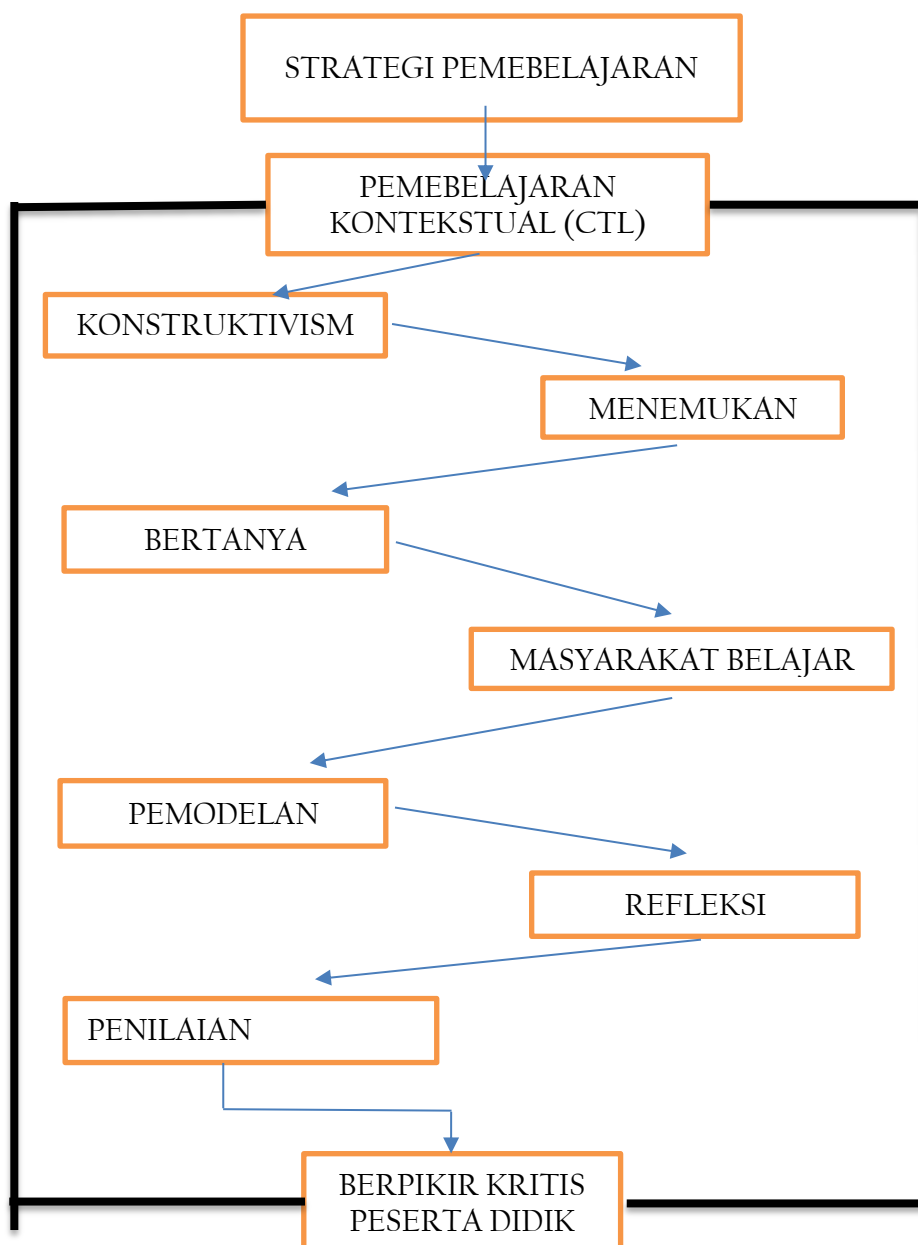 STRATEGI PEMEBELAJARAN
PEMEBELAJARAN
KONTEKSTUAL (CTL)
KONSTRUKTIVISM
MENEMUKAN
BERTANYA
MASYARAKAT BELAJAR
PEMODELAN
REFLEKSI
PENILAIAN
BERPIKIR KRITIS
PESERTA DIDIK